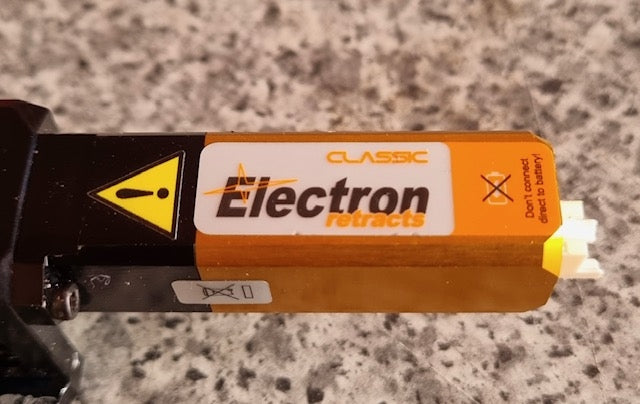 CLASSIC
Electron
retracts
Don't connect
direct to battery!